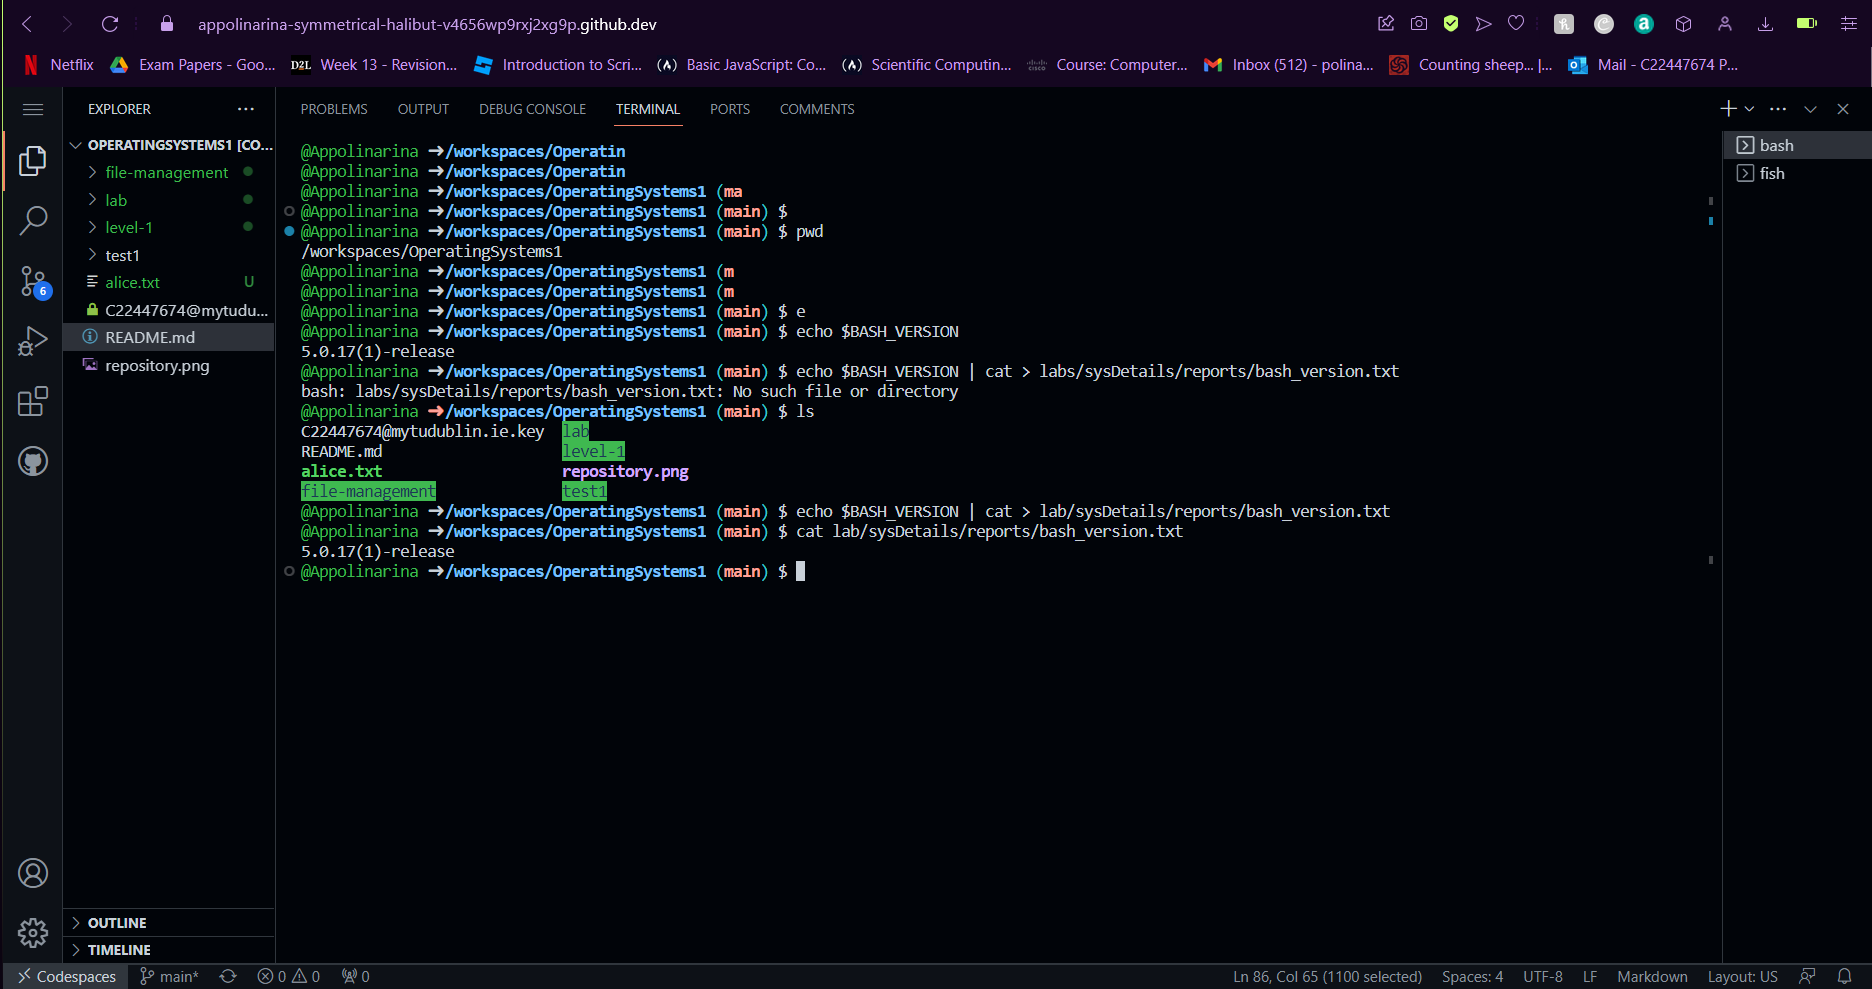 appolinarina-symmetrical-halibut-v4656wp9rxj2xg9p.github.dev
Netflix Exam Papers - Goo... D2L Week 13 - Revision... Introduction to Scri... (A) Basic JavaScript: Co... (A) Scientific Computin... Course: Computer... Inbox (512) - polina... Counting sheep... |... Mail - C22447674 P...
EXPLORER ...
PROBLEMS OUTPUT DEBUG CONSOLE TERMINAL PORTS COMMENTS
OPERATINGSYSTEMS1 [CO...
file-management
lab
level-1
test1
alice.txt U
C22447674@mytudu...
README.md
repository.png
6
@Appolinarina ➜/workspaces/Operatin
@Appolinarina ➜/workspaces/Operatin
@Appolinarina ➜/workspaces/OperatingSystems1 (ma
@Appolinarina ➜/workspaces/OperatingSystems1 (main) $
@Appolinarina ➜/workspaces/OperatingSystems1 (main) $ pwd
/workspaces/OperatingSystems1
@Appolinarina ➜/workspaces/OperatingSystems1 (m
@Appolinarina ➜/workspaces/OperatingSystems1 (m
@Appolinarina ➜/workspaces/OperatingSystems1 (main) $ e
@Appolinarina ➜/workspaces/OperatingSystems1 (main) $ echo $BASH_VERSION
5.0.17(1)-release
@Appolinarina ➜/workspaces/OperatingSystems1 (main) $ echo $BASH_VERSION | cat > labs/sysDetails/reports/bash_version.txt
bash: labs/sysDetails/reports/bash_version.txt: No such file or directory
@Appolinarina ➜/workspaces/OperatingSystems1 (main) $ ls
C22447674@mytudublin.ie.key lab
README.md level-1
alice.txt repository.png
file-management test1
@Appolinarina ➜/workspaces/OperatingSystems1 (main) $ echo $BASH_VERSION | cat > lab/sysDetails/reports/bash_version.txt
@Appolinarina ➜/workspaces/OperatingSystems1 (main) $ cat lab/sysDetails/reports/bash_version.txt
5.0.17(1)-release
@Appolinarina ➜/workspaces/OperatingSystems1 (main) $
bash
fish
OUTLINE
TIMELINE
Codespaces main* 0 0 0 Ln 86, Col 65 (1100 selected) Spaces: 4 UTF-8 LF Markdown Layout: US